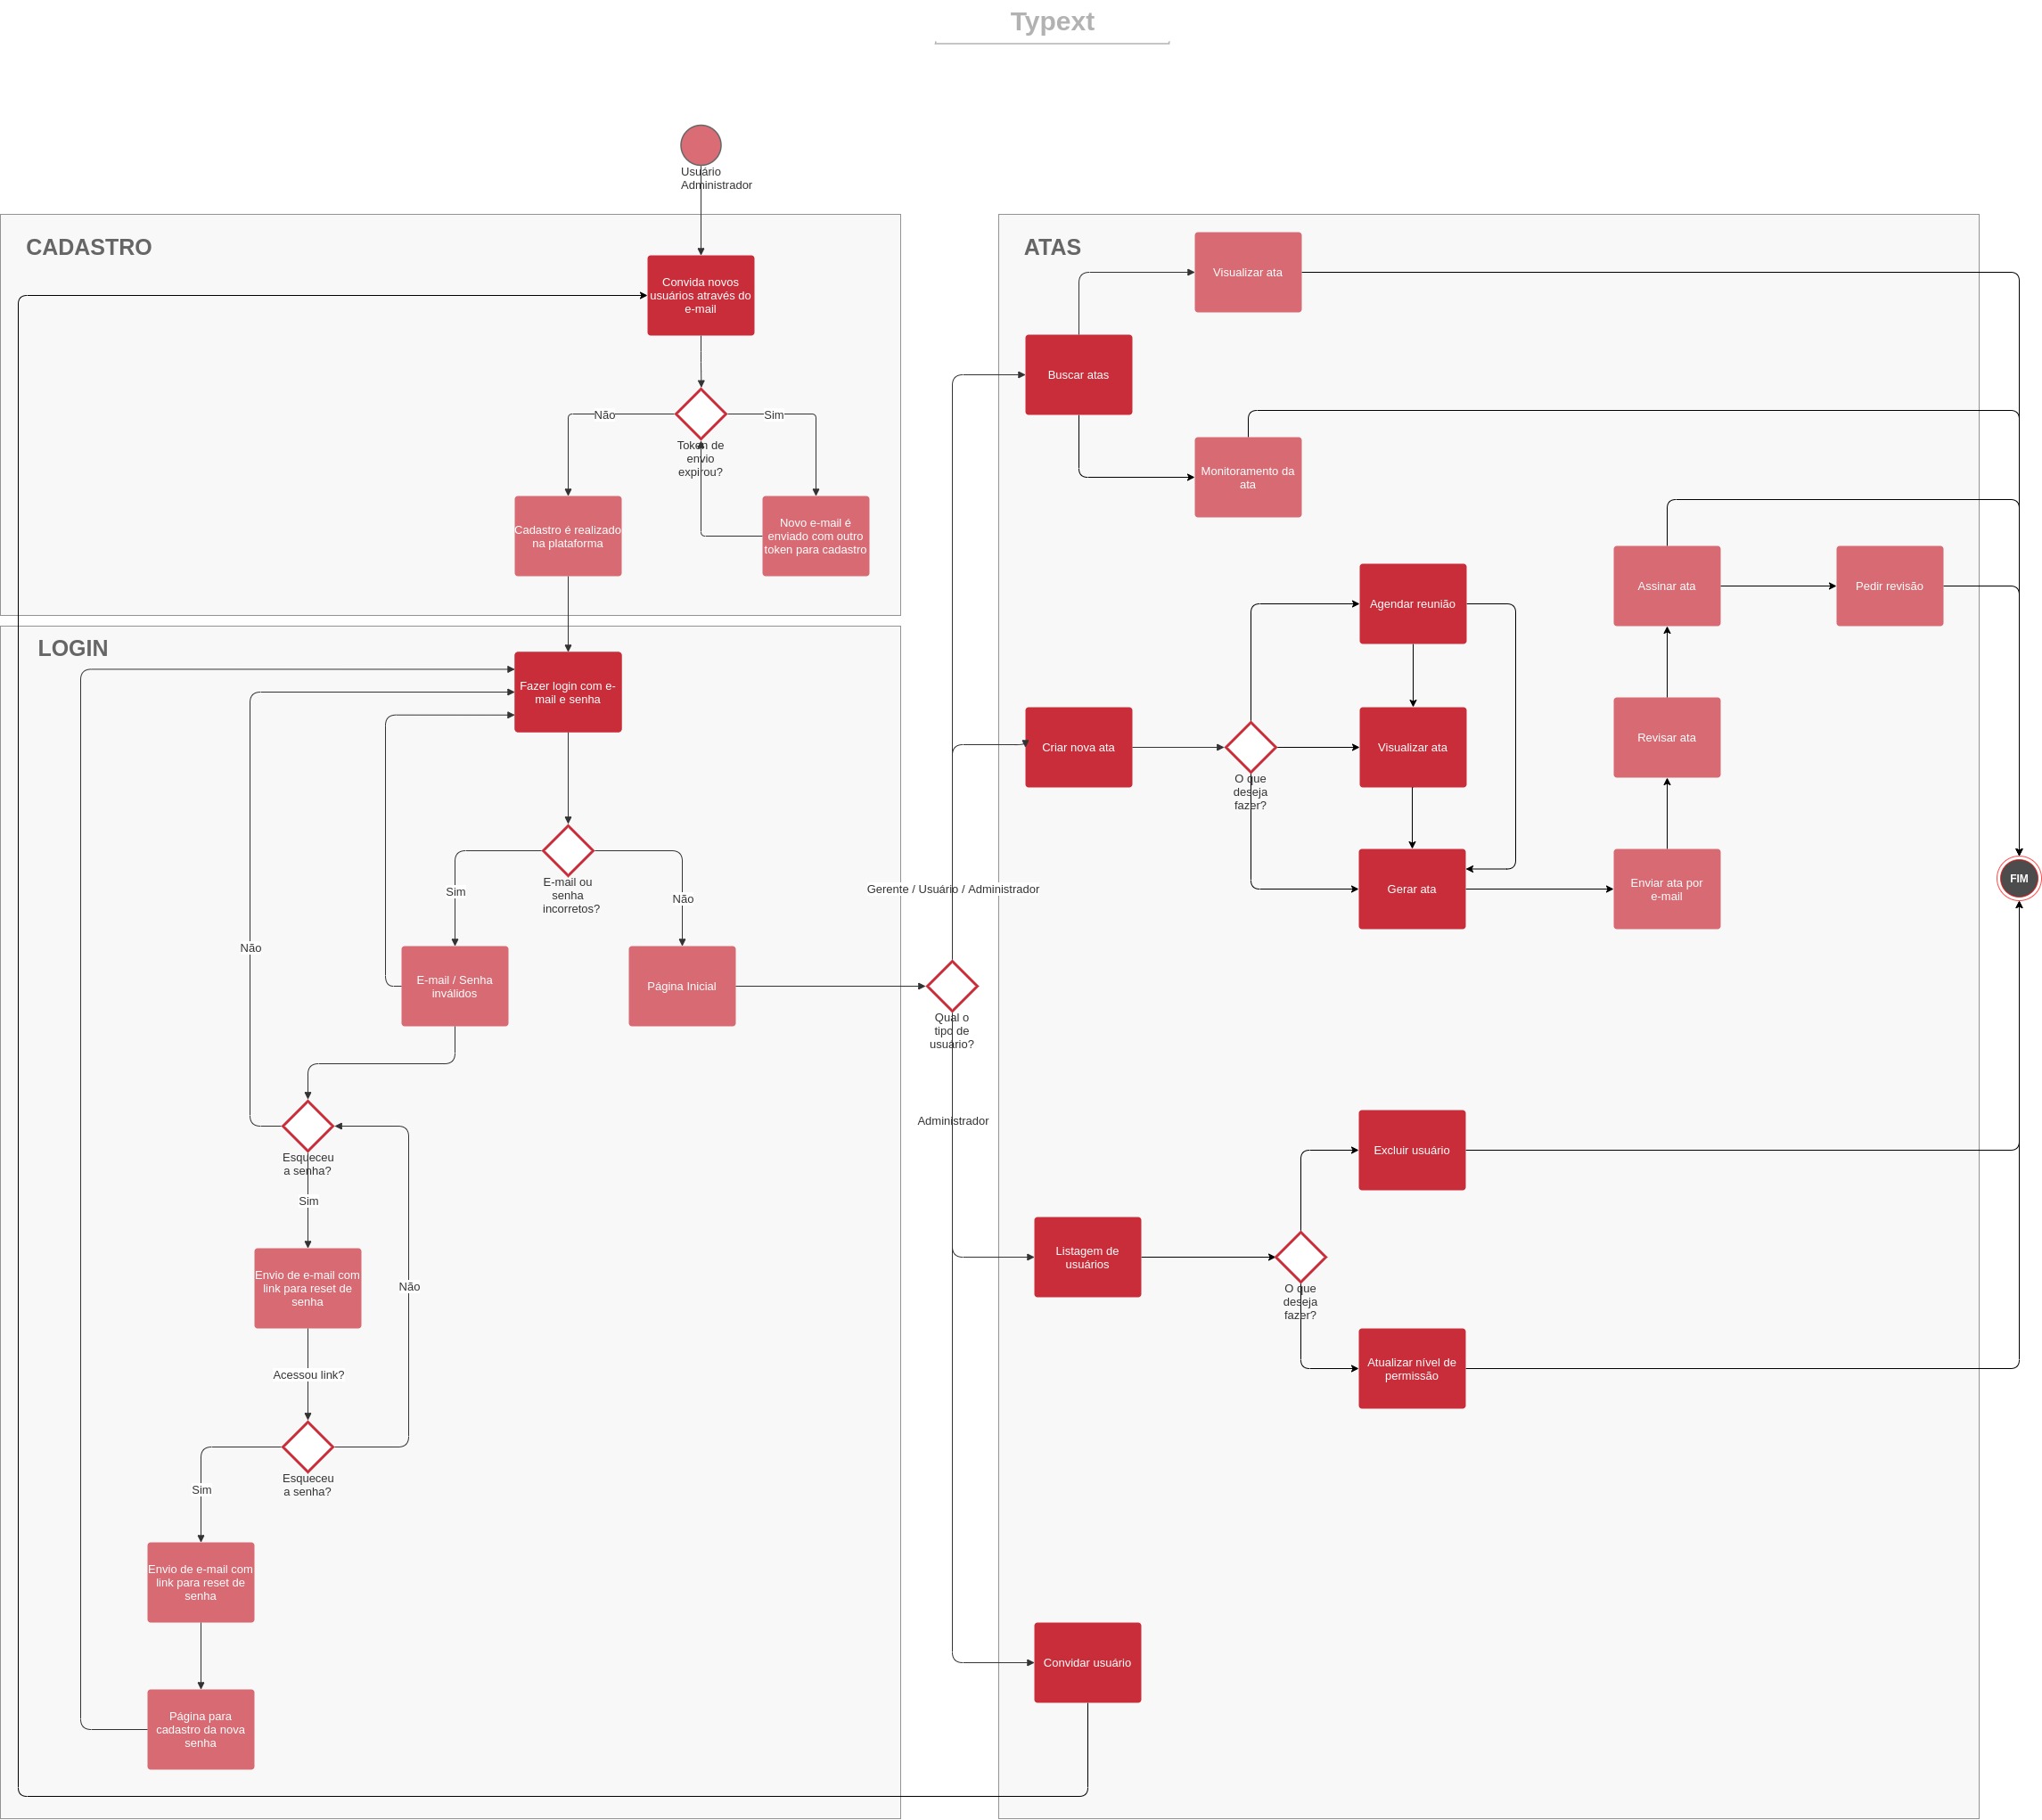 Typext
Usuário
Administrador
CADASTRO
Convida novos
usuários através do
e-mail
Não
Sim
Token de
envio
expirou?
Cadastro é realizado
na plataforma
Novo e-mail é
enviado com outro
token para cadastro
LOGIN
Fazer login com e-
mail e senha
E-mail ou
senha
incorretos?
Sim
Não
Não
E-mail / Senha
inválidos
Página Inicial
Esqueceu
a senha?
Sim
Envio de e-mail com
link para reset de
senha
Não
Acessou link?
Esqueceu
a senha?
Sim
Envio de e-mail com
link para reset de
senha
Página para
cadastro da nova
senha
Gerente / Usuário / Administrador
Qual o
tipo de
usuário?
Administrador
ATAS
Visualizar ata
Buscar atas
Monitoramento da
ata
Agendar reunião
Assinar ata
Pedir revisão
Criar nova ata
O que
deseja
fazer?
Visualizar ata
Revisar ata
Gerar ata
Enviar ata por
e-mail
FIM
Excluir usuário
Listagem de
usuários
O que
deseja
fazer?
Atualizar nível de
permissão
Convidar usuário